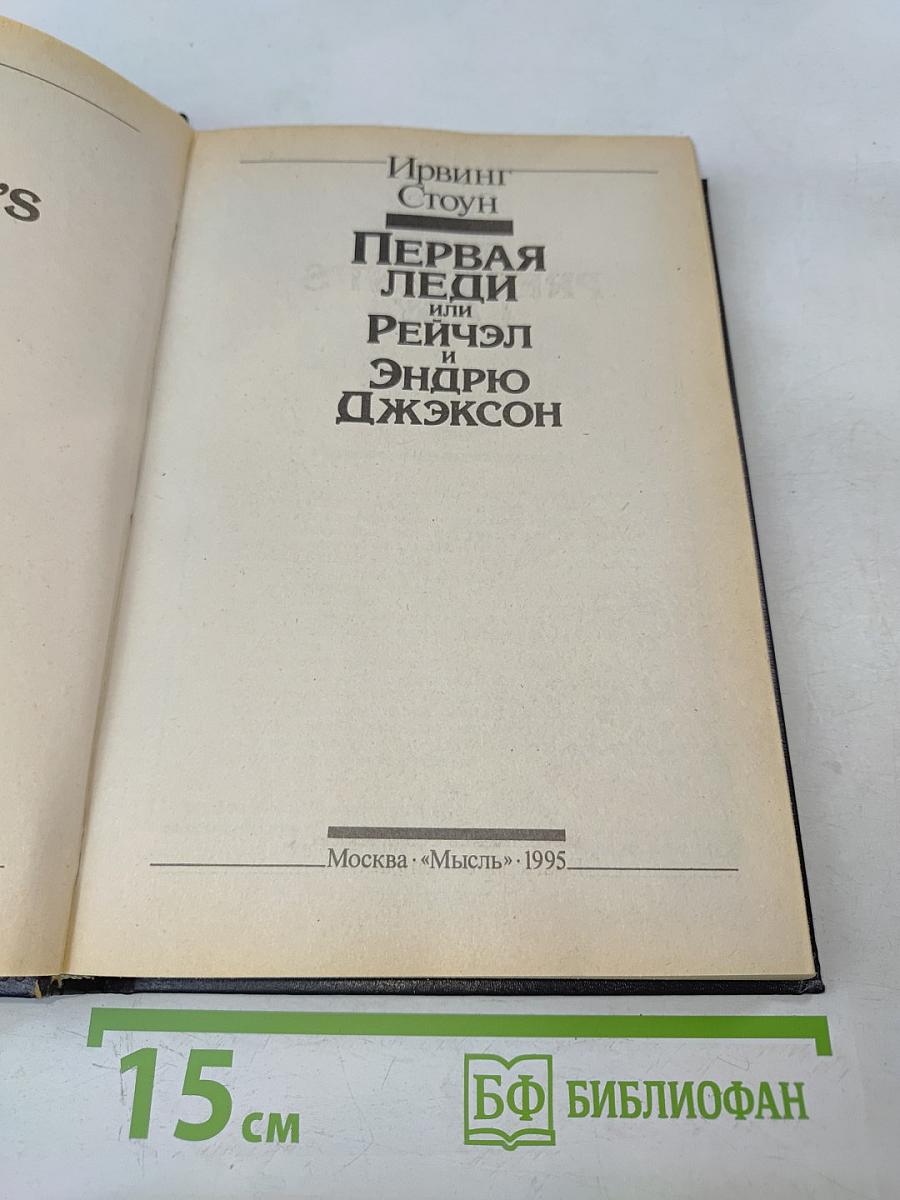 'S
Ирвинг
Стоун
Первая
леди
или
Рейчэл
и
Эндрю
Джэксон
Москва · «Мысль» · 1995
15 см
БФ БИБЛИОФАН